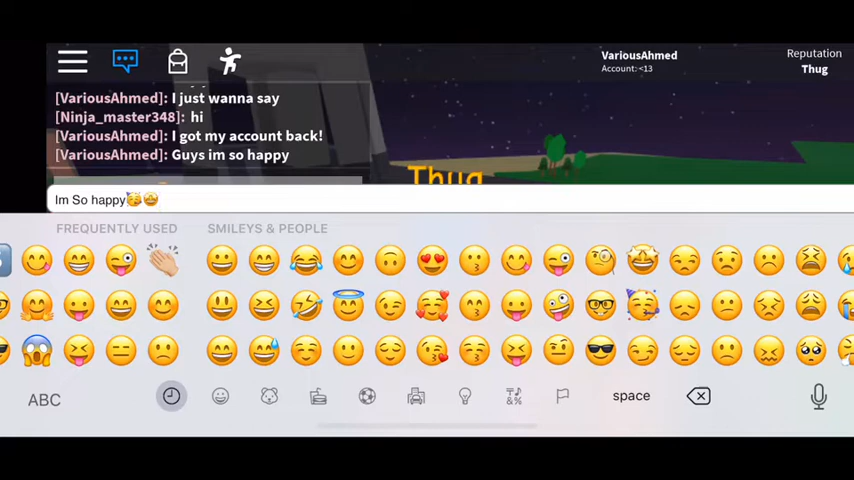 VariousAhmed
Account: <13
Reputation
Thug
[VariousAhmed]: I just wanna say
[Ninja_master348]: hi
[VariousAhmed]: I got my account back!
[VariousAhmed]: Guys im so happy
Thug
Im So happy🥳🤩
FREQUENTLY USED
SMILEYS & PEOPLE
ABC
space